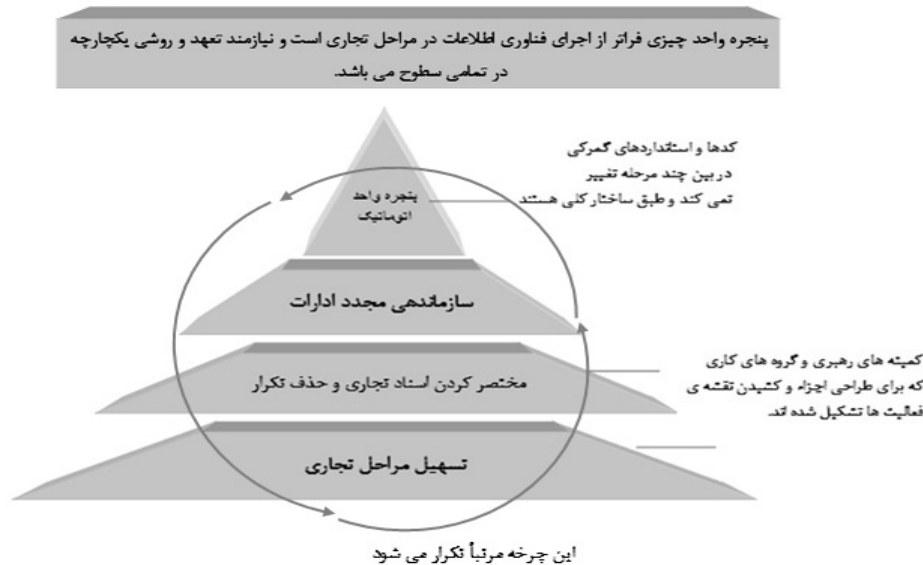 پنجره واحد چیزی فراتر از اجرای فناوری اطلاعات در مراحل تجاری است و نیازمند تعهد و روشی یکچارچه
در تمامی سطوح می باشد.
کدها و استانداردهای گمرکی
در بین چند مرحله تغییر
نمی کند و طبق ساختار کلی هستند
پنجره واحد
اتوماتیک
سازماندهی مجدد ادارات
کمیته های رهبری و گروه های کاری
که برای طراحی اجزاء و کشیدن نقشه ی
فعالیت ها تشکیل شده اند.
مختصر کردن اسناد تجاری و حذف تکرار
تسهیل مراحل تجاری
این چرخه مرتباً تکرار می شود